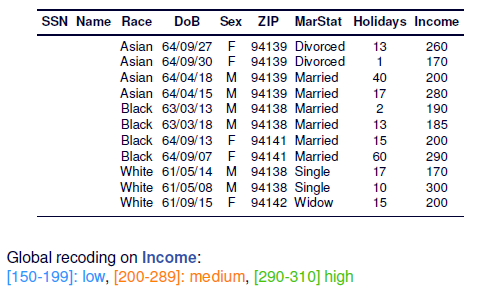 SSN Name Race DoB Sex ZIP MarStat Holidays Income
Asian 64/09/27 F 94139 Divorced 13 260
Asian 64/09/30 F 94139 Divorced 1 170
Asian 64/04/18 M 94139 Married 40 200
Asian 64/04/15 M 94139 Married 17 280
Black 63/03/13 M 94138 Married 2 190
Black 63/03/18 M 94138 Married 13 185
Black 64/09/13 F 94141 Married 15 200
Black 64/09/07 F 94141 Married 60 290
White 61/05/14 M 94138 Single 17 170
White 61/05/08 M 94138 Single 10 300
White 61/09/15 F 94142 Widow 15 200
Global recoding on Income:
[150-199]: low, [200-289]: medium, [290-310] high